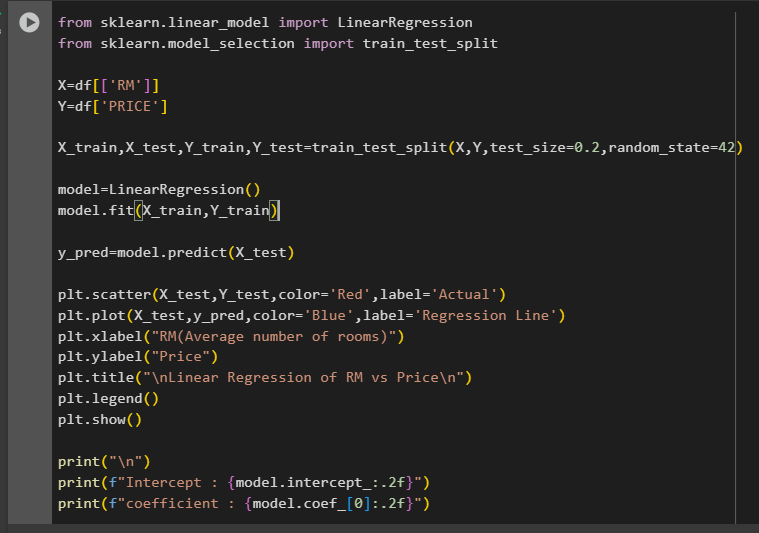 from sklearn.linear_model import LinearRegression
from sklearn.model_selection import train_test_split
X=df[['RM']]
Y=df['PRICE']
X_train,X_test,Y_train,Y_test=train_test_split(X,Y,test_size=0.2,random_state=42)
model=LinearRegression()
model.fit(X_train,Y_train)
y_pred=model.predict(X_test)
plt.scatter(X_test,Y_test,color='Red',label='Actual')
plt.plot(X_test,y_pred,color='Blue',label='Regression Line')
plt.xlabel("RM(Average number of rooms)")
plt.ylabel("Price")
plt.title("\nLinear Regression of RM vs Price\n")
plt.legend()
plt.show()
print("\n")
print(f"Intercept : {model.intercept_:.2f}")
print(f"coefficient : {model.coef_[0]:.2f}")